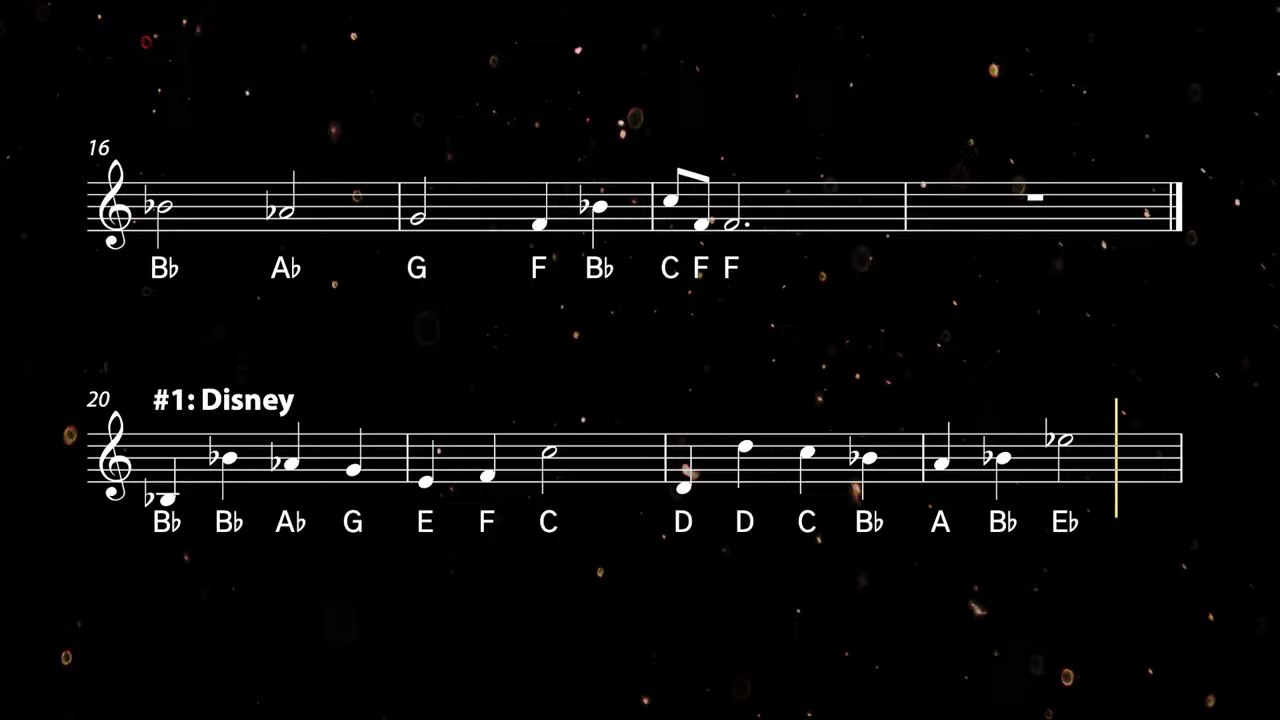 16
B♭ A♭ G F B♭ C F F
20 #1: Disney
B♭ B♭ A♭ G E F C D D C B♭ A B♭ E♭